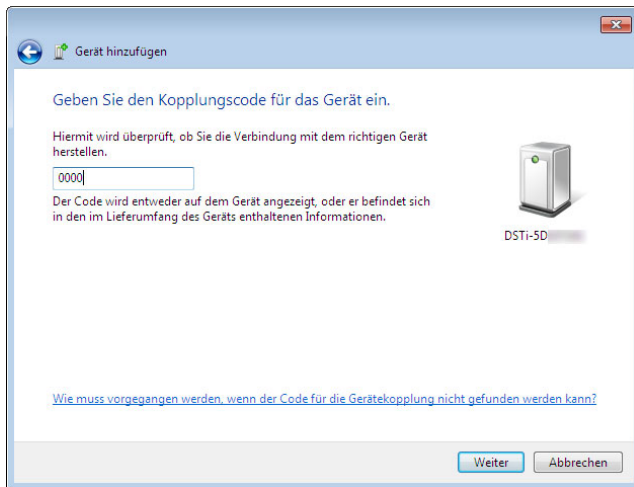 Gerät hinzufügen
Geben Sie den Kopplungscode für das Gerät ein.
Hiermit wird überprüft, ob Sie die Verbindung mit dem richtigen Gerät
herstellen.
0000
Der Code wird entweder auf dem Gerät angezeigt, oder er befindet sich
in den im Lieferumfang des Geräts enthaltenen Informationen.
DSTi-5D
Wie muss vorgegangen werden, wenn der Code für die Gerätekopplung nicht gefunden werden kann?
Weiter
Abbrechen